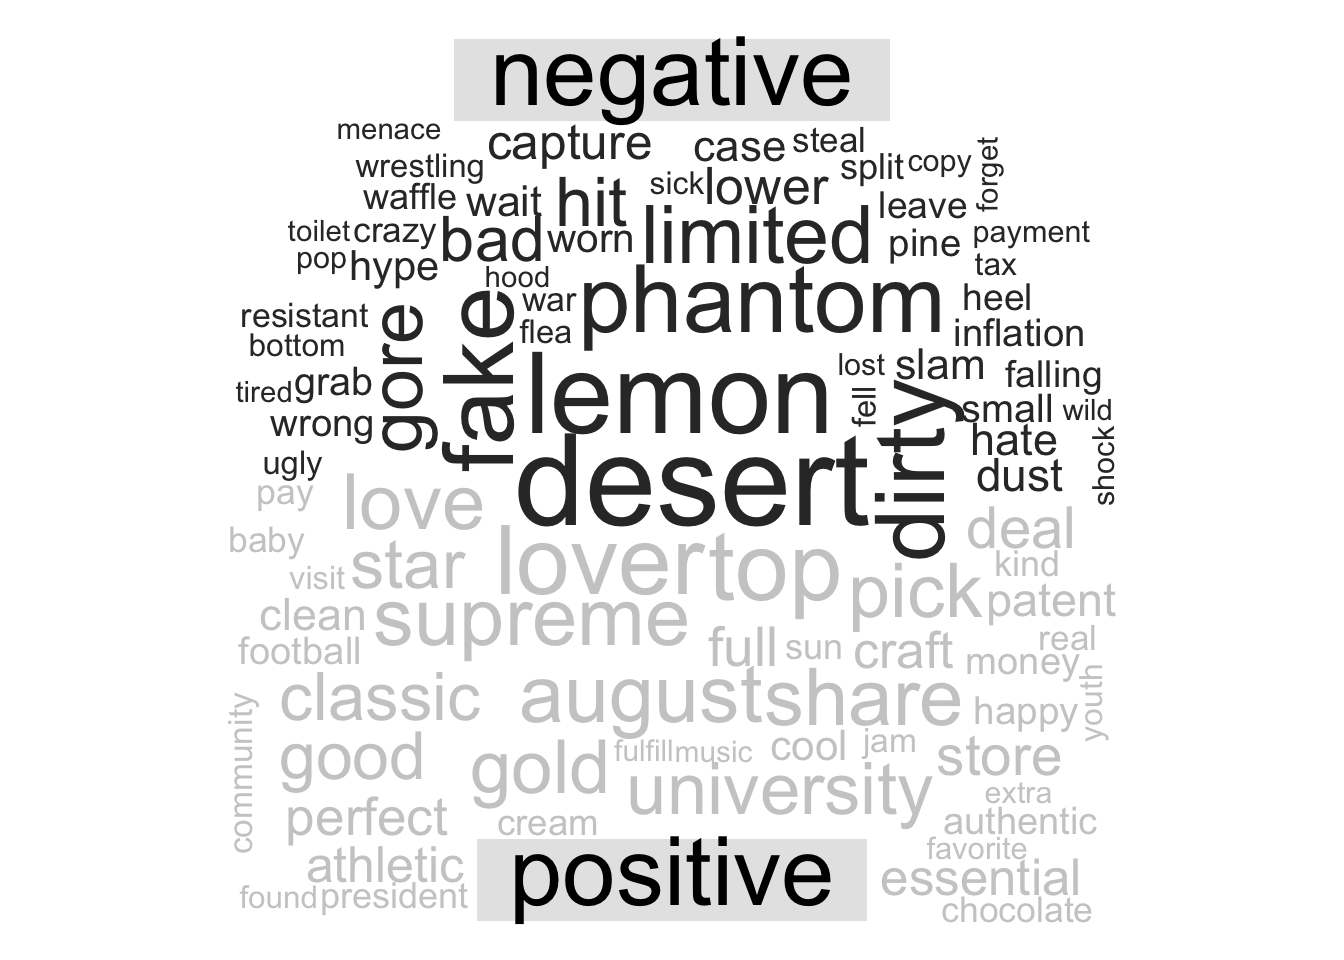 negative
menace capture case steal
wrestling split copy forget
waffle wait hit sick lower leave
toilet crazy bad worn limited pine payment
pop hype hood phantom tax
war heel
resistant gore fake flea inflation
bottom lemon lost slam falling
tired grab fell dirty small wild
wrong hate shock
ugly desert dust
pay love deal
baby star lover top kind
visit pick patent
clean supreme
football full sun craft real
money youth
community classic august share happy
good gold fulfill music cool jam store
university extra
perfect cream authentic
athletic positive favorite
found president essential
chocolate